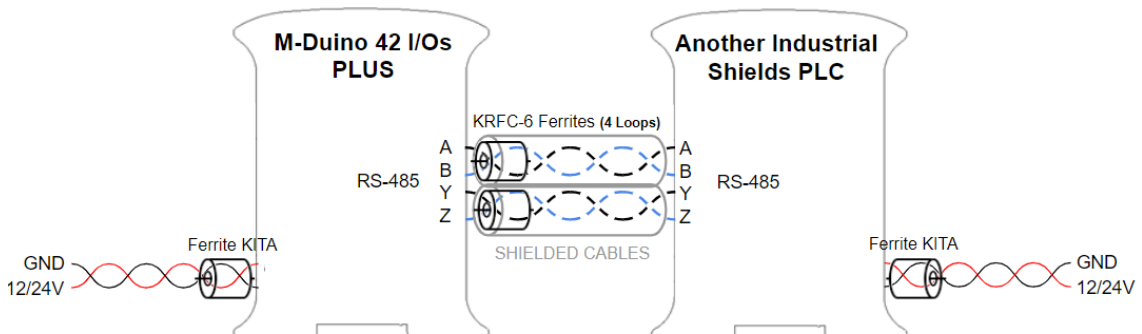 M-Duino 42 I/Os
PLUS
Another Industrial
Shields PLC
KRFC-6 Ferrites (4 Loops)
A
B
Y
Z
RS-485
A
B
Y
Z
RS-485
SHIELDED CABLES
Ferrite KITA
GND
12/24V
Ferrite KITA
GND
12/24V